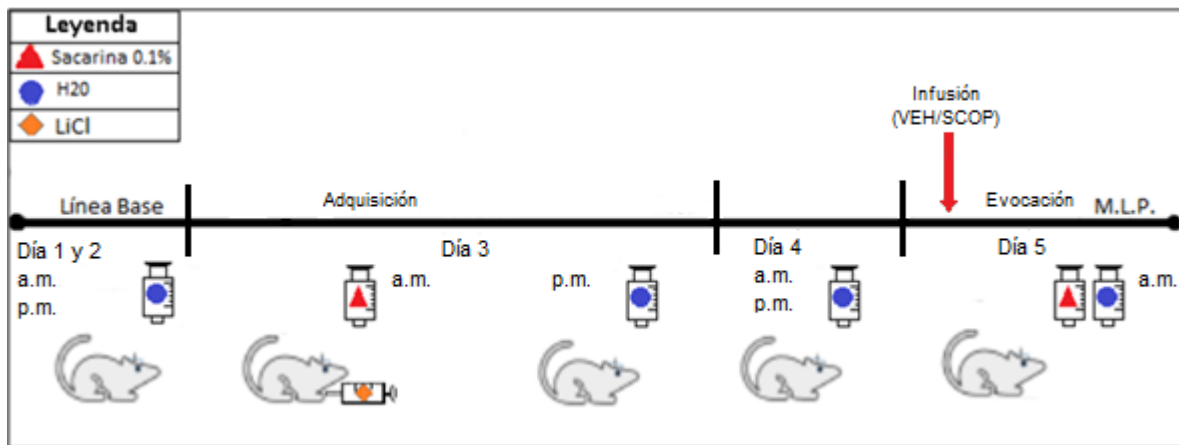 Leyenda
Sacarina 0.1%
H20
LiCl
Infusión
(VEH/SCOP)
Línea Base
Adquisición
Evocación
M.L.P.
Día 1 y 2
a.m.
p.m.
Día 3
a.m.
p.m.
Día 4
a.m.
p.m.
Día 5
a.m.